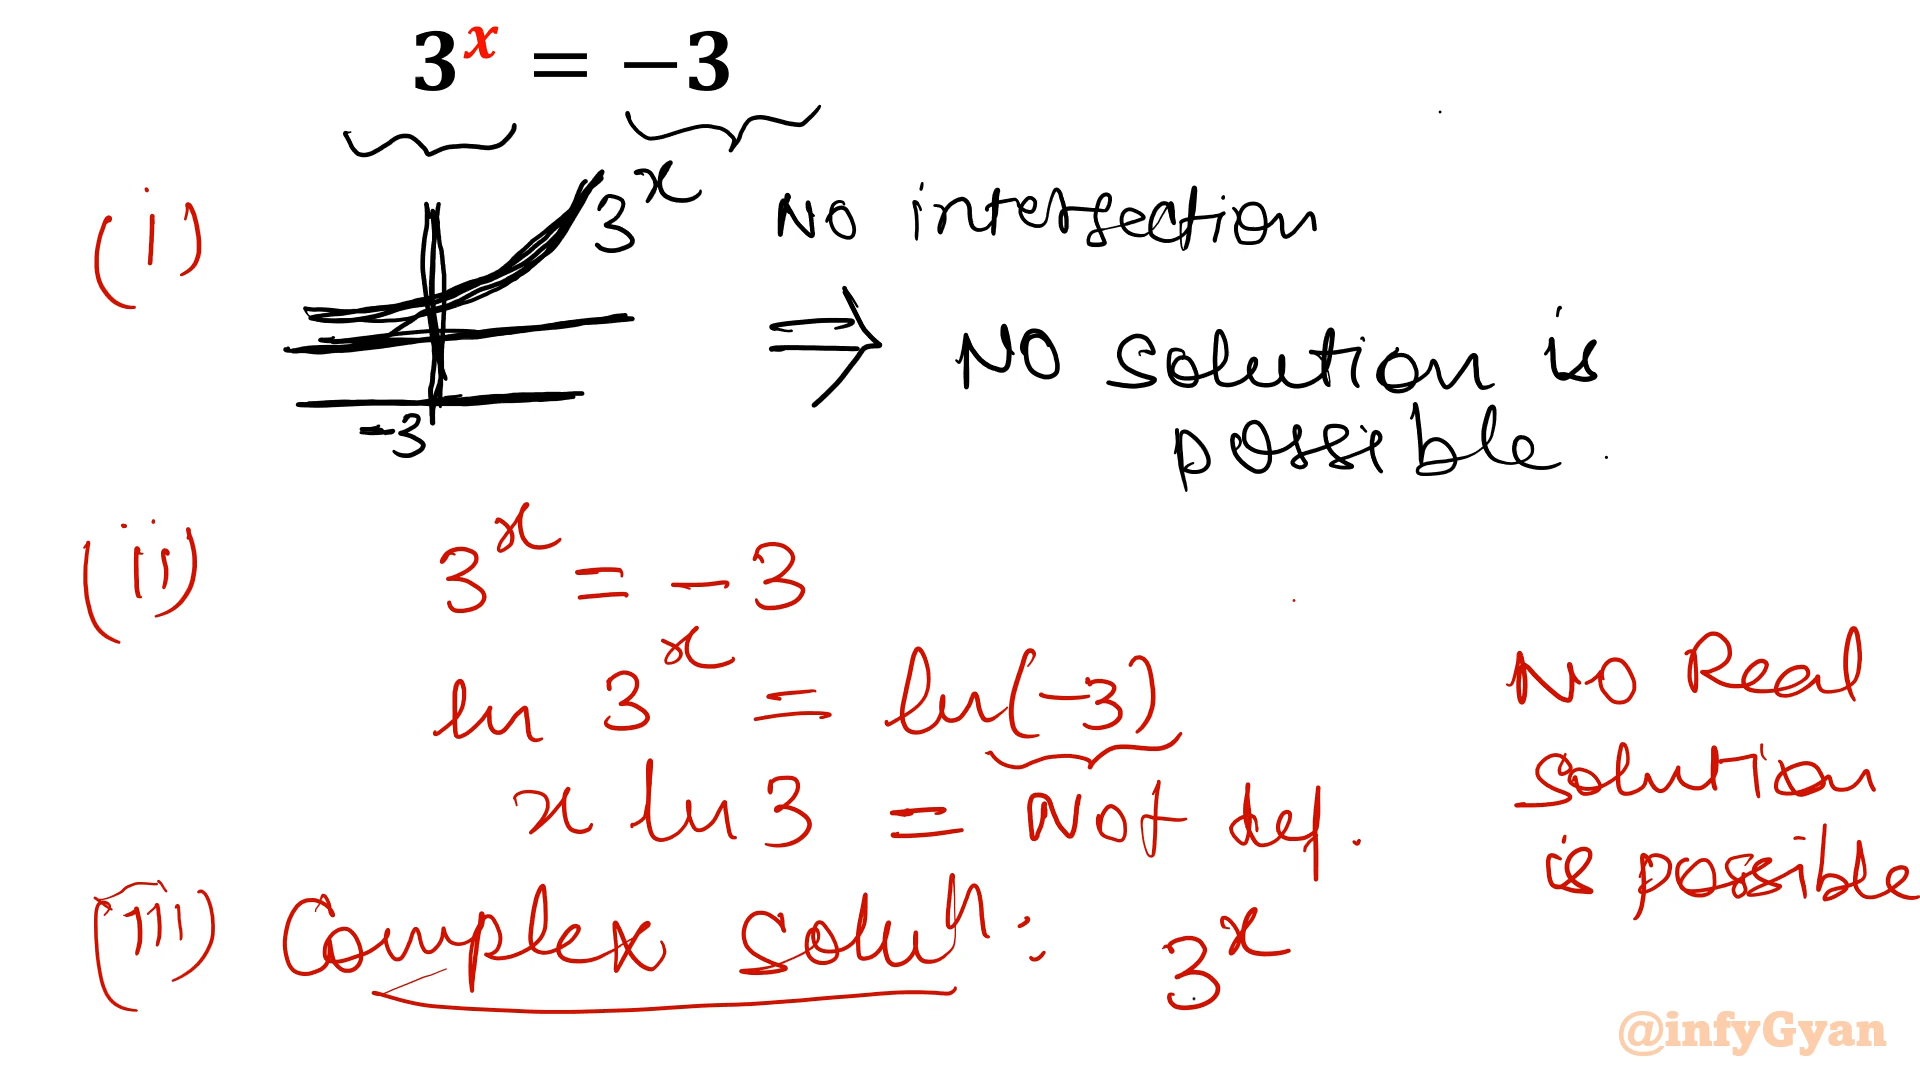 3^x = -3
(i)
3^x
No intersection
-3
⇒ No solution is
possible.
(ii) 3^x = -3
ln 3^x = ln(-3)
x ln 3 = Not def.
No Real
solution
is possible
(iii) Complex soluⁿ: 3^x
@infyGyan